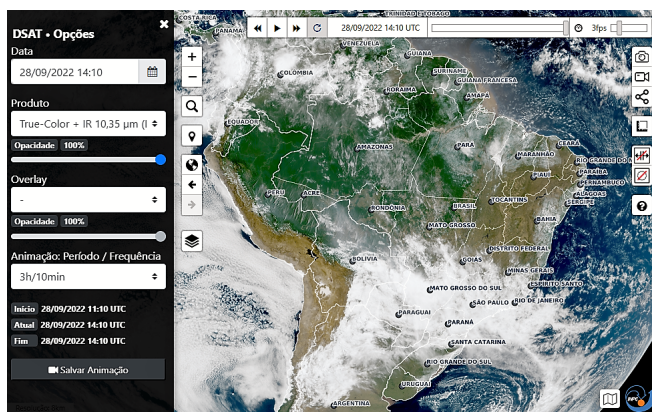 DSAT • Opções
Data
28/09/2022 14:10
Produto
True-Color + IR 10,35 µm (I
Opacidade 100%
Overlay
-
Opacidade 100%
Animação: Período / Frequência
3h/10min
Início 28/09/2022 11:10 UTC
Atual 28/09/2022 14:10 UTC
Fim 28/09/2022 14:10 UTC
Salvar Animação
28/09/2022 14:10 UTC
3fps
COSTA RICA
TRINIDAD E TOBAGO
PANAMA
VENEZUELA
GUIANA
COLOMBIA
SURINAME
GUIANA FRANCESA
RORAIMA
AMAPÁ
EQUADOR
AMAZONAS
PARÁ
CEARÁ
MARANHÃO
RIO GRANDE DO N
PARAÍBA
PIAUÍ
PERNAMBUCO
ALAGOAS
SERGIPE
PERU
ACRE
TOCANTINS
RONDÔNIA
BRASIL
BAHIA
MATO GROSSO
DISTRITO FEDERAL
BOLÍVIA
GOIÁS
MINAS GERAIS
ESPÍRITO SANTO
MATO GROSSO DO SUL
SÃO PAULO
RIO DE JANEIRO
PARAGUAI
PARANÁ
SANTA CATARINA
RIO GRANDE DO SUL
URUGUAI
ARGENTINA